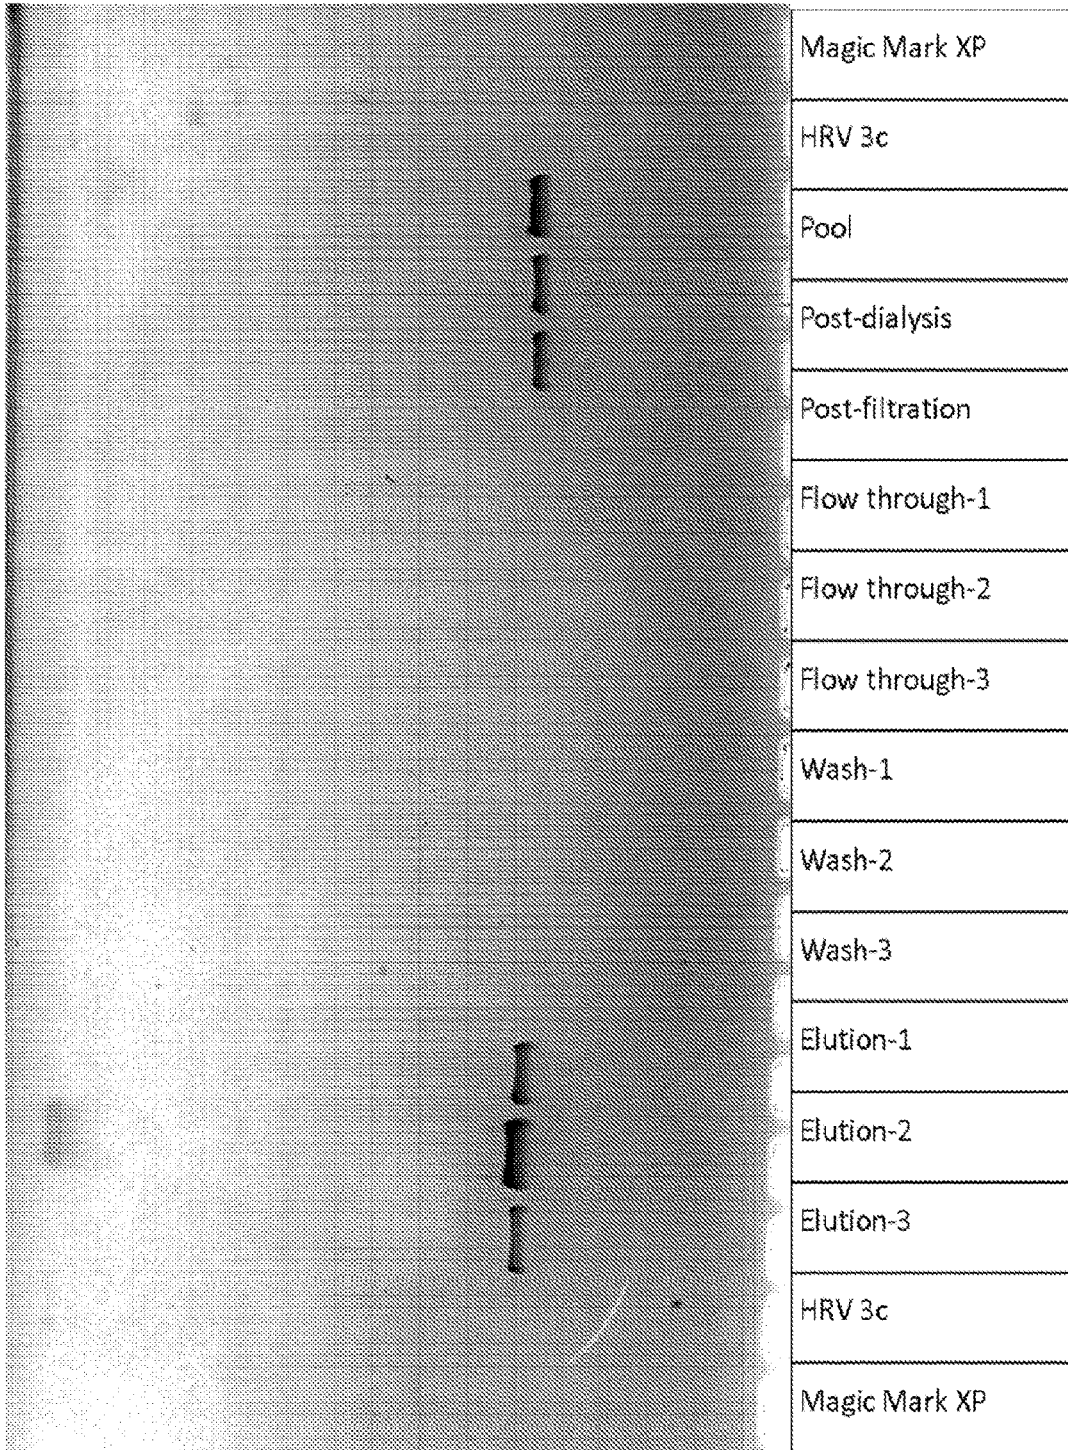 Magic Mark XP
HRV 3c
Pool
Post-dialysis
Post-filtration
Flow through-1
Flow through-2
Flow through-3
Wash-1
Wash-2
Wash-3
Elution-1
Elution-2
Elution-3
HRV 3c
Magic Mark XP